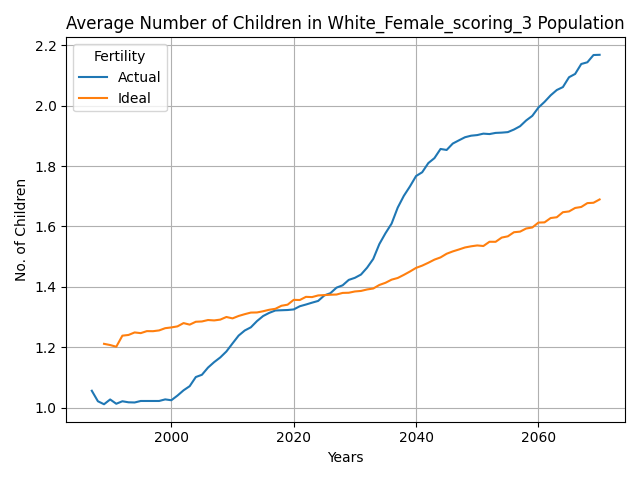 Average Number of Children in White_Female_scoring_3 Population
Fertility
Actual
Ideal
2.2
2.0
1.8
1.6
1.4
1.2
1.0
No. of Children
2000
2020
2040
2060
Years